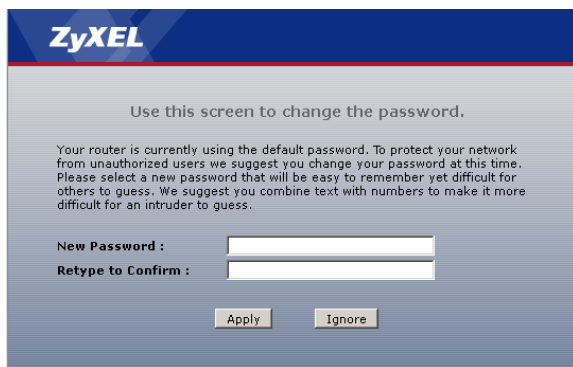 ZyXEL
Use this screen to change the password.
Your router is currently using the default password. To protect your network
from unauthorized users we suggest you change your password at this time.
Please select a new password that will be easy to remember yet difficult for
others to guess. We suggest you combine text with numbers to make it more
difficult for an intruder to guess.
New Password :
Retype to Confirm :
Apply Ignore